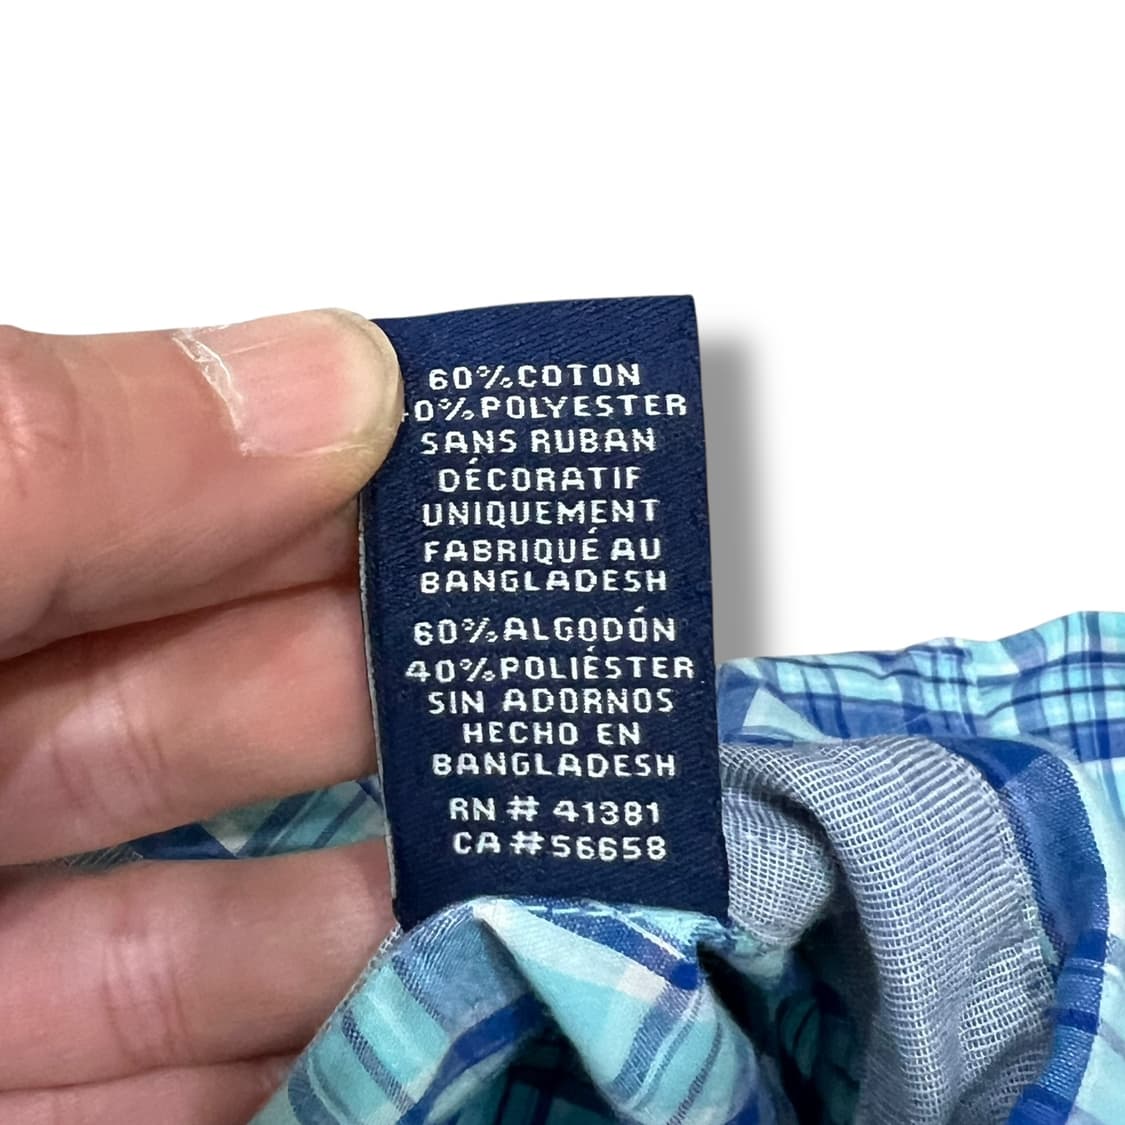 60% COTON
40% POLYESTER
SANS RUBAN
DÉCORATIF
UNIQUEMENT
FABRIQUÉ AU
BANGLADESH
60% ALGODÓN
40% POLIÉSTER
SIN ADORNOS
HECHO EN
BANGLADESH
RN # 41381
CA # 56658